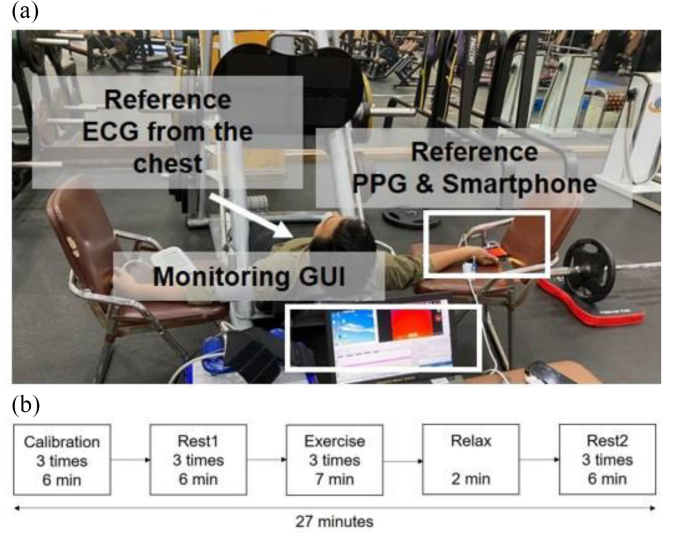 (a)
Reference
ECG from the
chest
Reference
PPG & Smartphone
Monitoring GUI
(b)
Calibration
3 times
6 min
Rest1
3 times
6 min
Exercise
3 times
7 min
Relax
2 min
Rest2
3 times
6 min
27 minutes